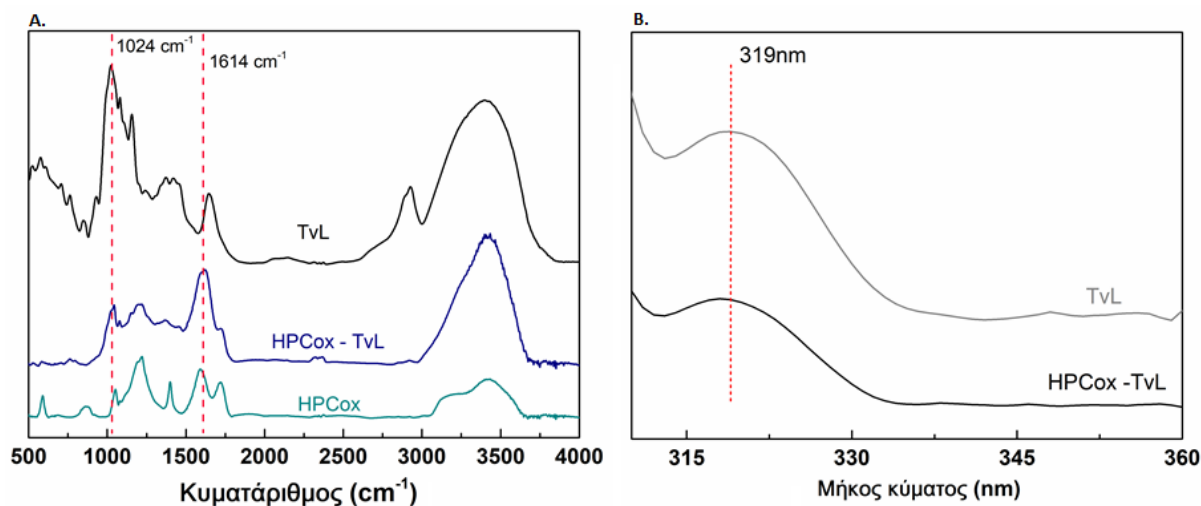 A.
1024 cm⁻¹
1614 cm⁻¹
TvL
HPCox - TvL
HPCox
500 1000 1500 2000 2500 3000 3500 4000
Κυματάριθμος (cm⁻¹)
B.
319nm
TvL
HPCox -TvL
315 330 345 360
Μήκος κύματος (nm)